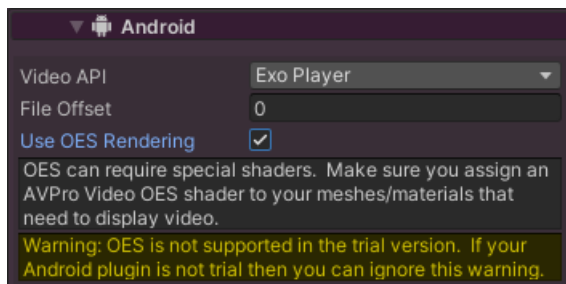 Android
Video API Exo Player
File Offset 0
Use OES Rendering
OES can require special shaders.  Make sure you assign an
AVPro Video OES shader to your meshes/materials that
need to display video.
Warning: OES is not supported in the trial version.  If your
Android plugin is not trial then you can ignore this warning.